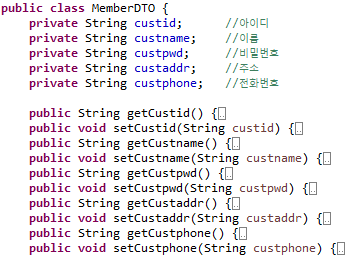 public class MemberDTO {
private String custid; //아이디
private String custname; //이름
private String custpwd; //비밀번호
private String custaddr; //주소
private String custphone; //전화번호
public String getCustid() {
public void setCustid(String custid) {
public String getCustname() {
public void setCustname(String custname) {
public String getCustpwd() {
public void setCustpwd(String custpwd) {
public String getCustaddr() {
public void setCustaddr(String custaddr) {
public String getCustphone() {
public void setCustphone(String custphone) {